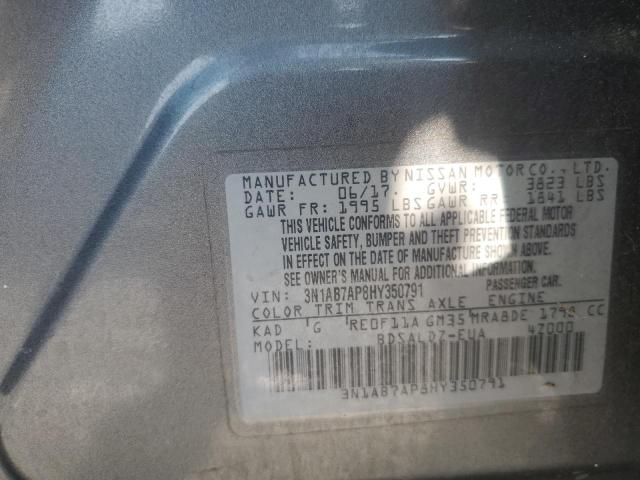 MANUFACTURED BY NISSAN MOTOR CO., LTD.
DATE: 06/17 GVWR: 3823 LBS
GAWR FR: 1995 LBS GAWR RR: 1841 LBS
THIS VEHICLE CONFORMS TO ALL APPLICABLE FEDERAL MOTOR
VEHICLE SAFETY, BUMPER AND THEFT PREVENTION STANDARDS
IN EFFECT ON THE DATE OF MANUFACTURE SHOWN ABOVE.
SEE OWNER'S MANUAL FOR ADDITIONAL INFORMATION.
VIN: 3N1AB7AP8HY350791 PASSENGER CAR.
COLOR TRIM TRANS AXLE ENGINE
KAD G RE0F11A GM35 MRA8DE 1798 CC
MODEL: BDSALDZ-EUA 47000
3N1AB7AP8HY350791